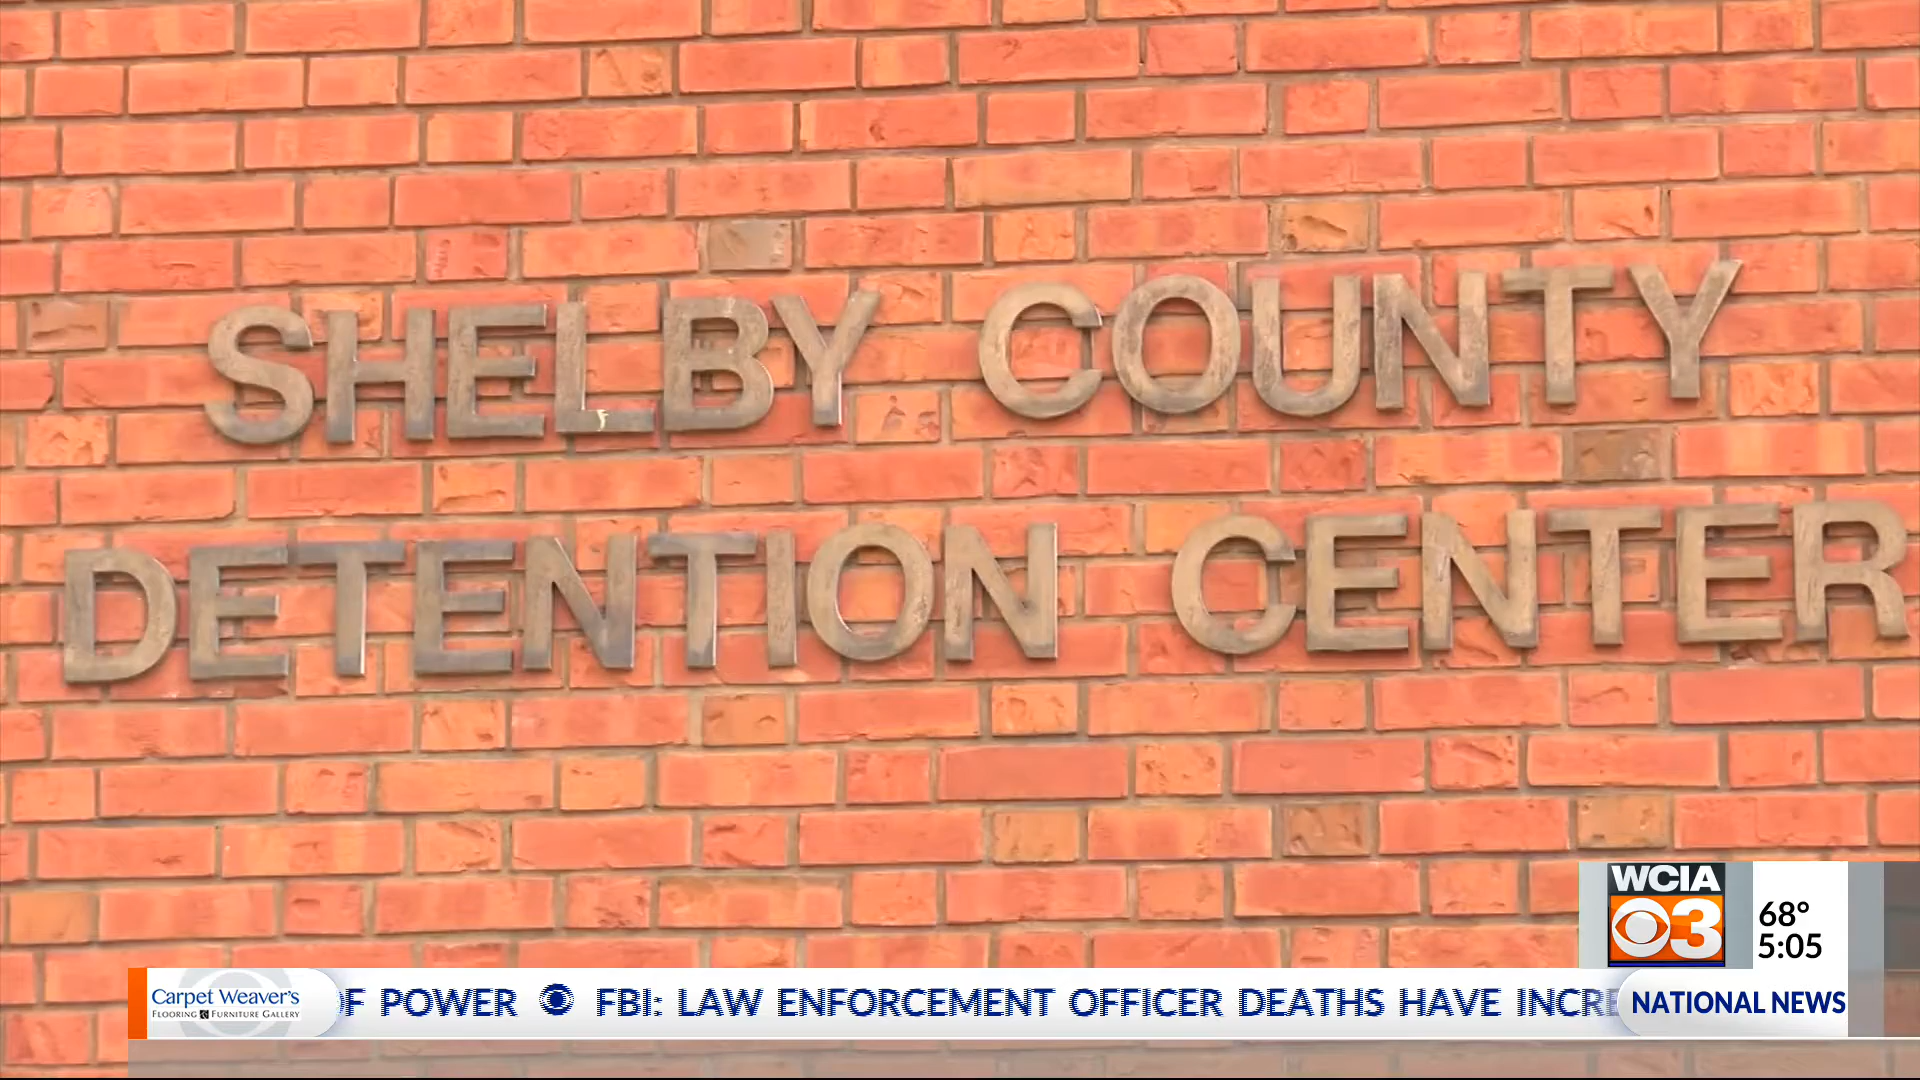 SHELBY COUNTY
DETENTION CENTER
WCIA
3
68°
5:05
Carpet Weaver's
FLOORING & FURNITURE GALLERY
OF POWER FBI: LAW ENFORCEMENT OFFICER DEATHS HAVE INCRE
NATIONAL NEWS